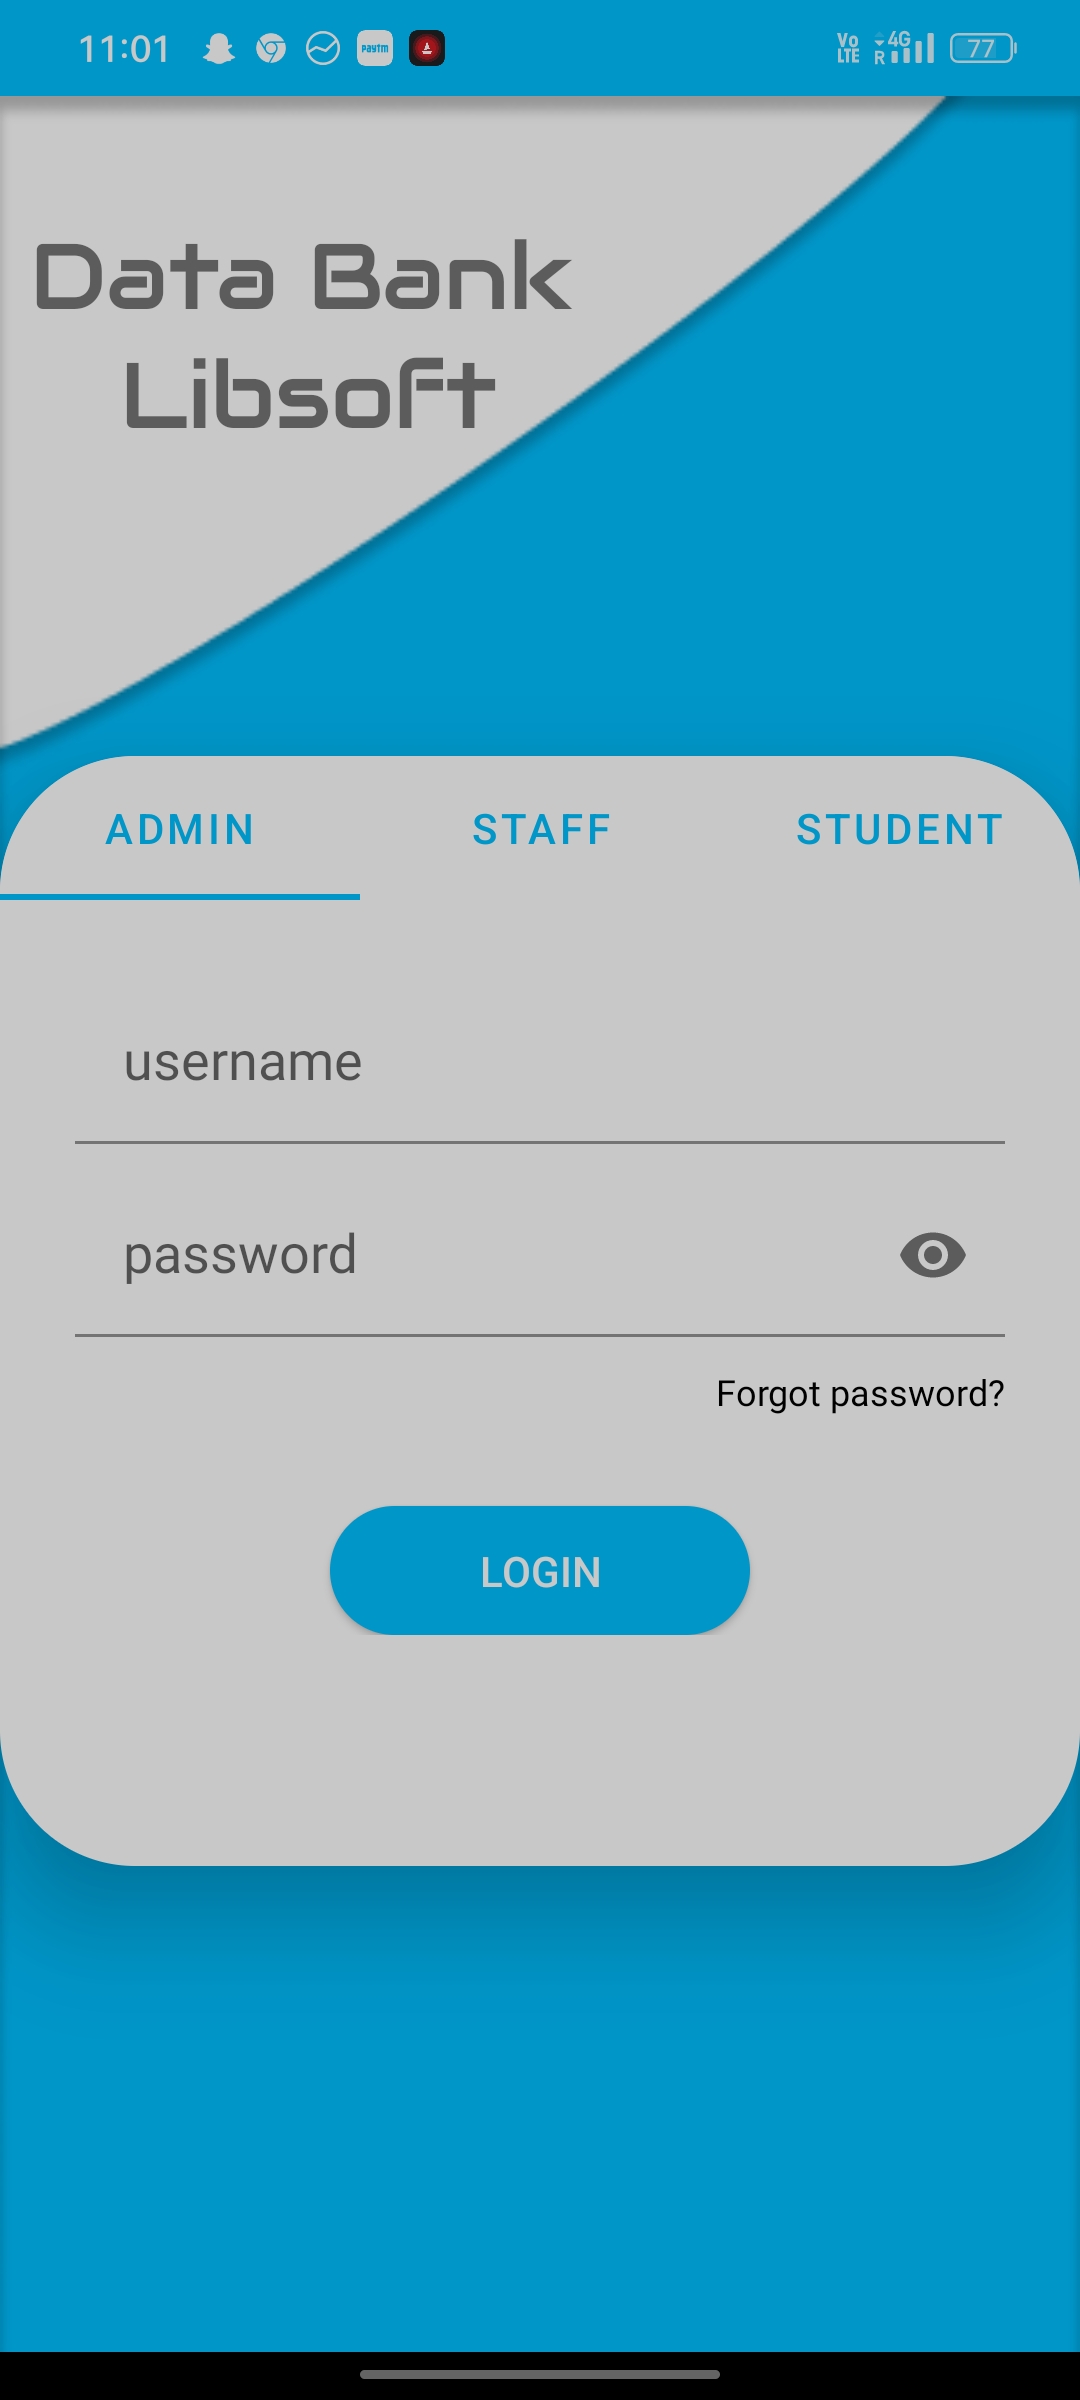 11:01 paytm Vo LTE 4G R 77
Data Bank
Libsoft
ADMIN STAFF STUDENT
username
password
Forgot password?
LOGIN